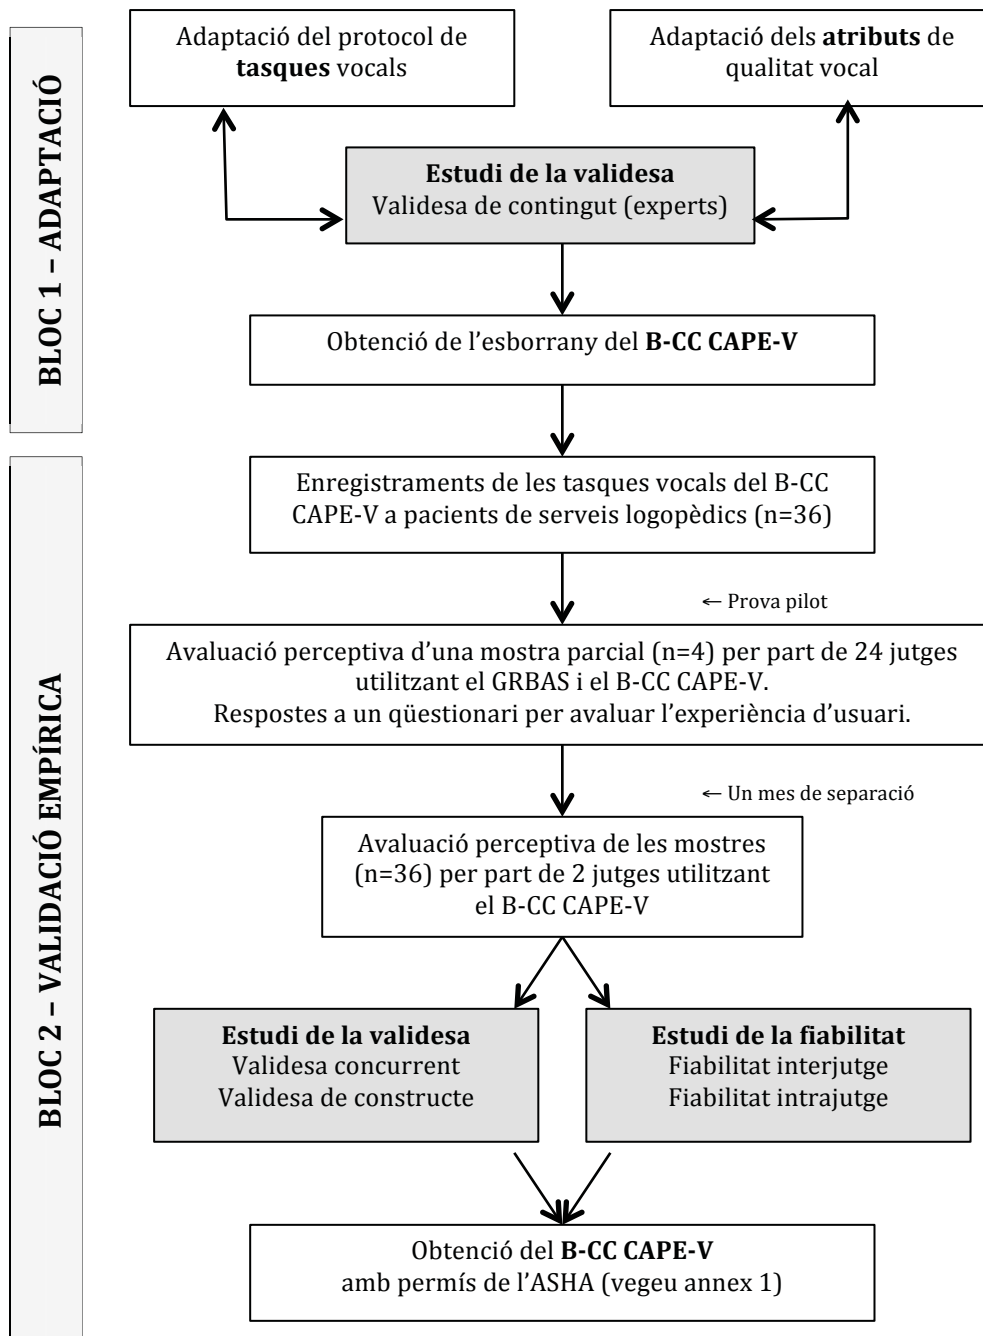 BLOC 1 – ADAPTACIÓ
Adaptació del protocol de
tasques vocals
Adaptació dels atributs de
qualitat vocal
Estudi de la validesa
Validesa de contingut (experts)
Obtenció de l’esborrany del B-CC CAPE-V
BLOC 2 – VALIDACIÓ EMPÍRICA
Enregistraments de les tasques vocals del B-CC
CAPE-V a pacients de serveis logopèdics (n=36)
← Prova pilot
Avaluació perceptiva d’una mostra parcial (n=4) per part de 24 jutges
utilitzant el GRBAS i el B-CC CAPE-V.
Respostes a un qüestionari per avaluar l’experiència d’usuari.
← Un mes de separació
Avaluació perceptiva de les mostres
(n=36) per part de 2 jutges utilitzant
el B-CC CAPE-V
Estudi de la validesa
Validesa concurrent
Validesa de constructe
Estudi de la fiabilitat
Fiabilitat interjutge
Fiabilitat intrajutge
Obtenció del B-CC CAPE-V
amb permís de l’ASHA (vegeu annex 1)